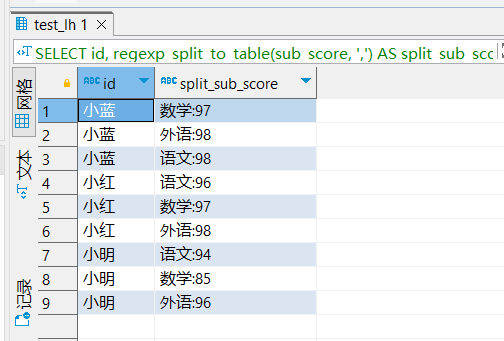 test_lh 1
SELECT id, regexp_split_to_table(sub_score, ',') AS split_sub_sco
网格
文本
记录
id split_sub_score
1 小蓝 数学:97
2 小蓝 外语:98
3 小蓝 语文:98
4 小红 语文:96
5 小红 数学:97
6 小红 外语:98
7 小明 语文:94
8 小明 数学:85
9 小明 外语:96